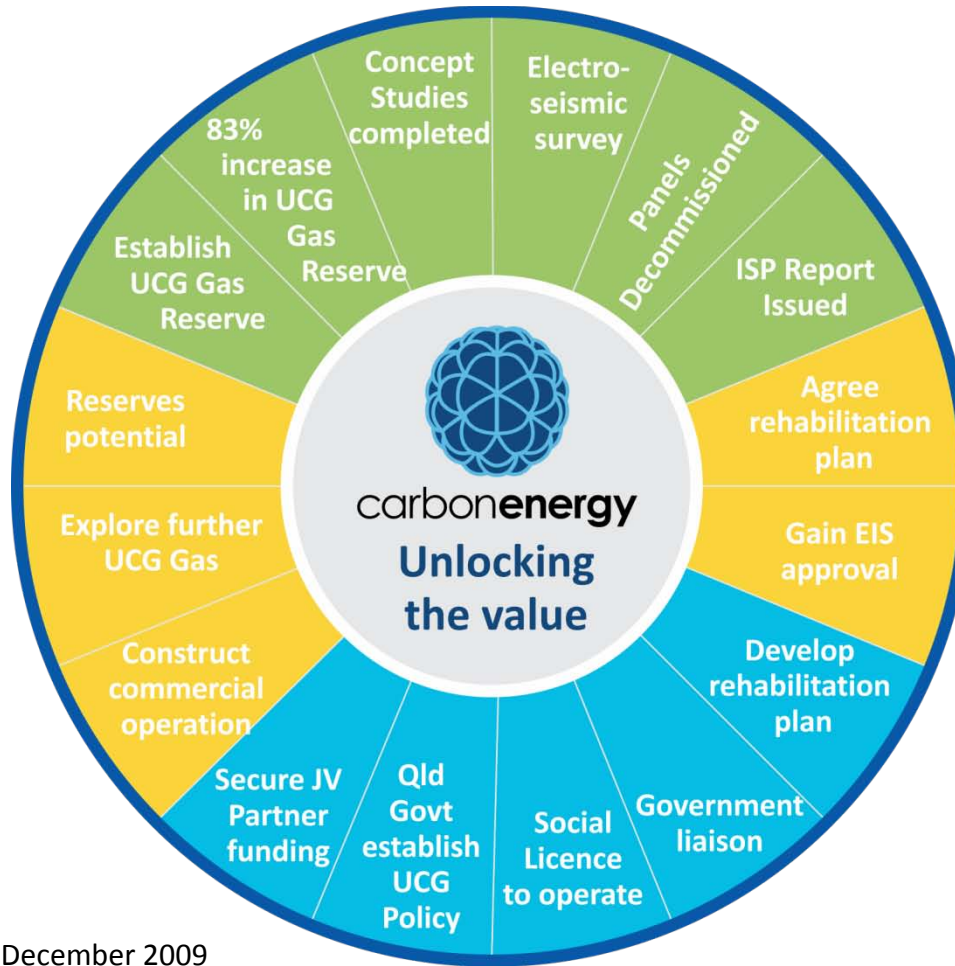 Concept
Studies
completed
Electro-
seismic
survey
Panels
Decommissioned
ISP Report
Issued
Agree
rehabilitation
plan
Gain EIS
approval
Develop
rehabilitation
plan
Government
liaison
Social
Licence
to operate
Qld
Govt
establish
UCG
Policy
Secure JV
Partner
funding
Construct
commercial
operation
Explore further
UCG Gas
Reserves
potential
Establish
UCG Gas
Reserve
83%
increase
in UCG
Gas
Reserve
carbonenergy
Unlocking
the value
December 2009